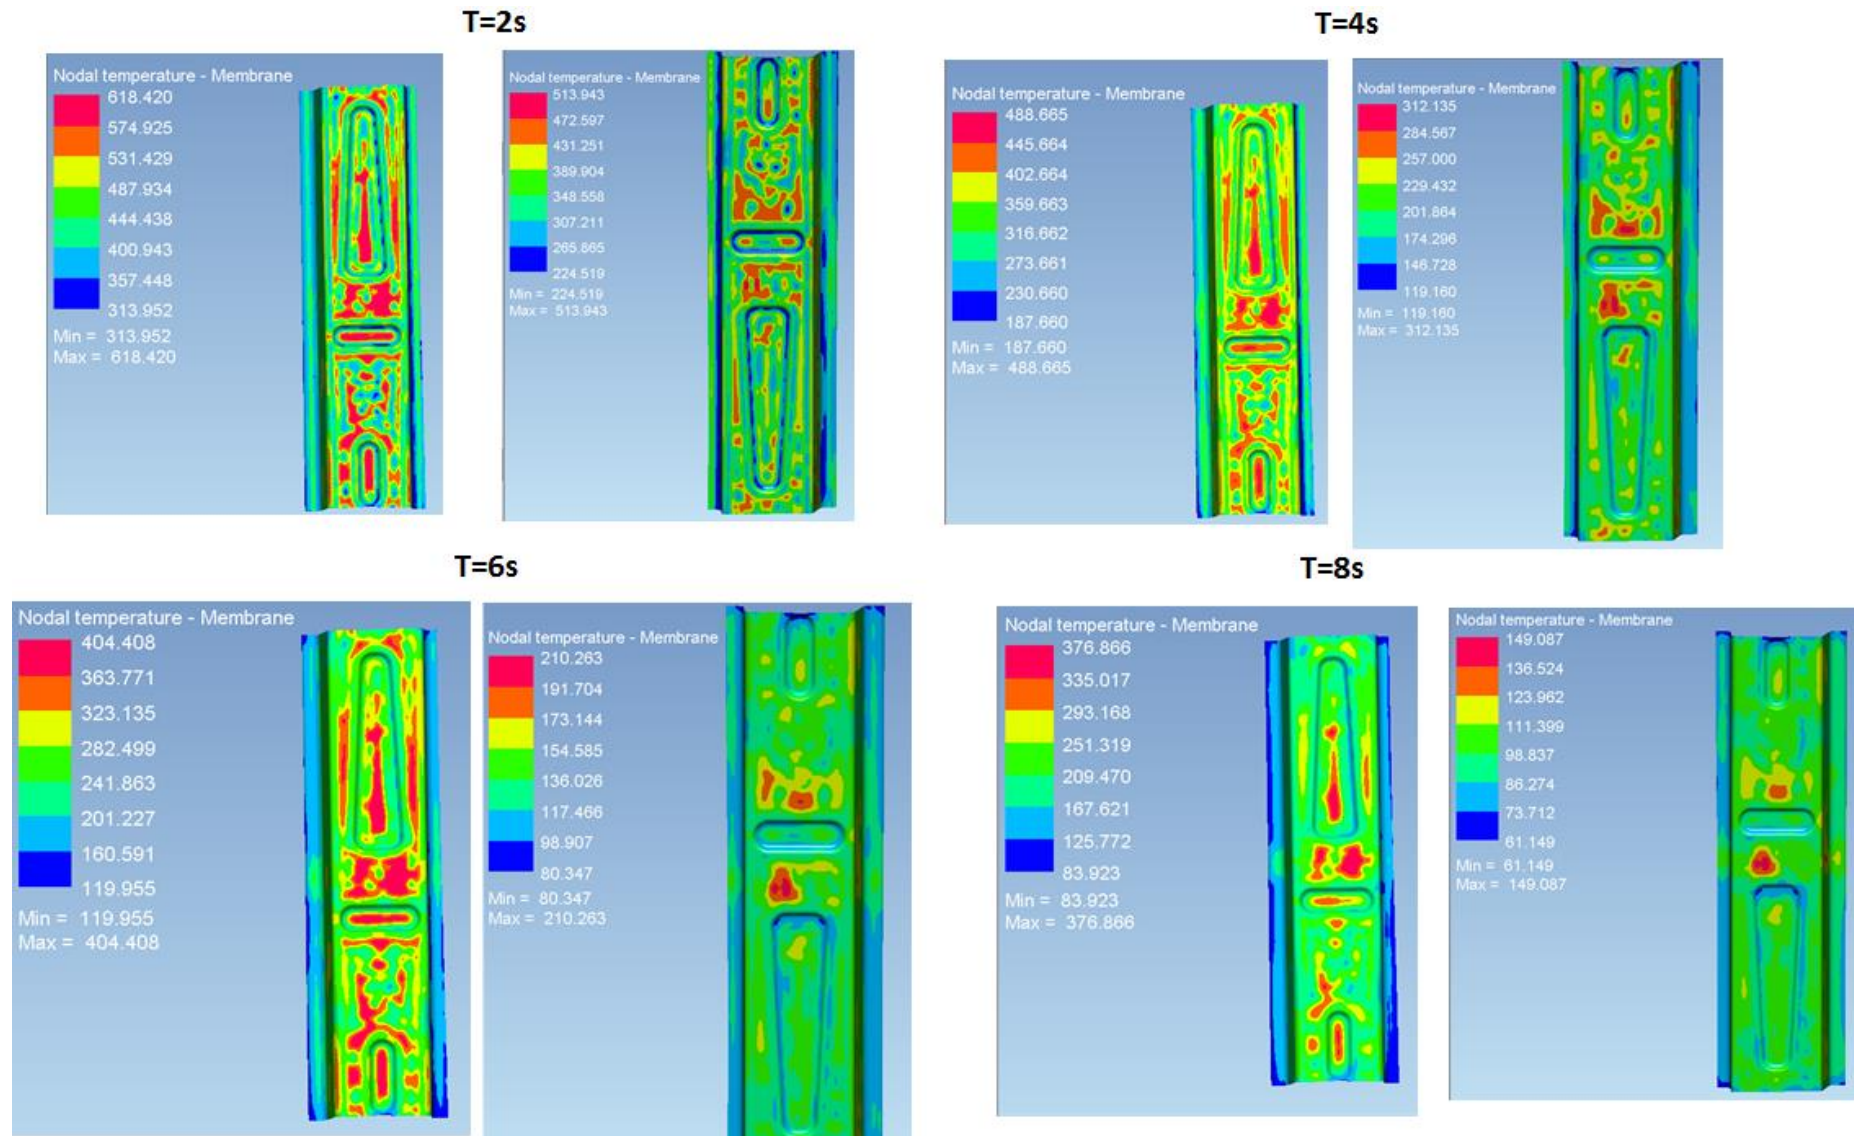 T=2s
Nodal temperature - Membrane
618.420
574.925
531.429
487.934
444.438
400.943
357.448
313.952
Min = 313.952
Max = 618.420
Nodal temperature - Membrane
513.943
472.597
431.251
389.904
348.558
307.211
265.865
224.519
Min = 224.519
Max = 513.943
T=4s
Nodal temperature - Membrane
488.665
445.664
402.664
359.663
316.662
273.661
230.660
187.660
Min = 187.660
Max = 488.665
Nodal temperature - Membrane
312.135
284.567
257.000
229.432
201.864
174.296
146.728
119.160
Min = 119.160
Max = 312.135
T=6s
Nodal temperature - Membrane
404.408
363.771
323.135
282.499
241.863
201.227
160.591
119.955
Min = 119.955
Max = 404.408
Nodal temperature - Membrane
210.263
191.704
173.144
154.585
136.026
117.466
98.907
80.347
Min = 80.347
Max = 210.263
T=8s
Nodal temperature - Membrane
376.866
335.017
293.168
251.319
209.470
167.621
125.772
83.923
Min = 83.923
Max = 376.866
Nodal temperature - Membrane
149.087
136.524
123.962
111.399
98.837
86.274
73.712
61.149
Min = 61.149
Max = 149.087